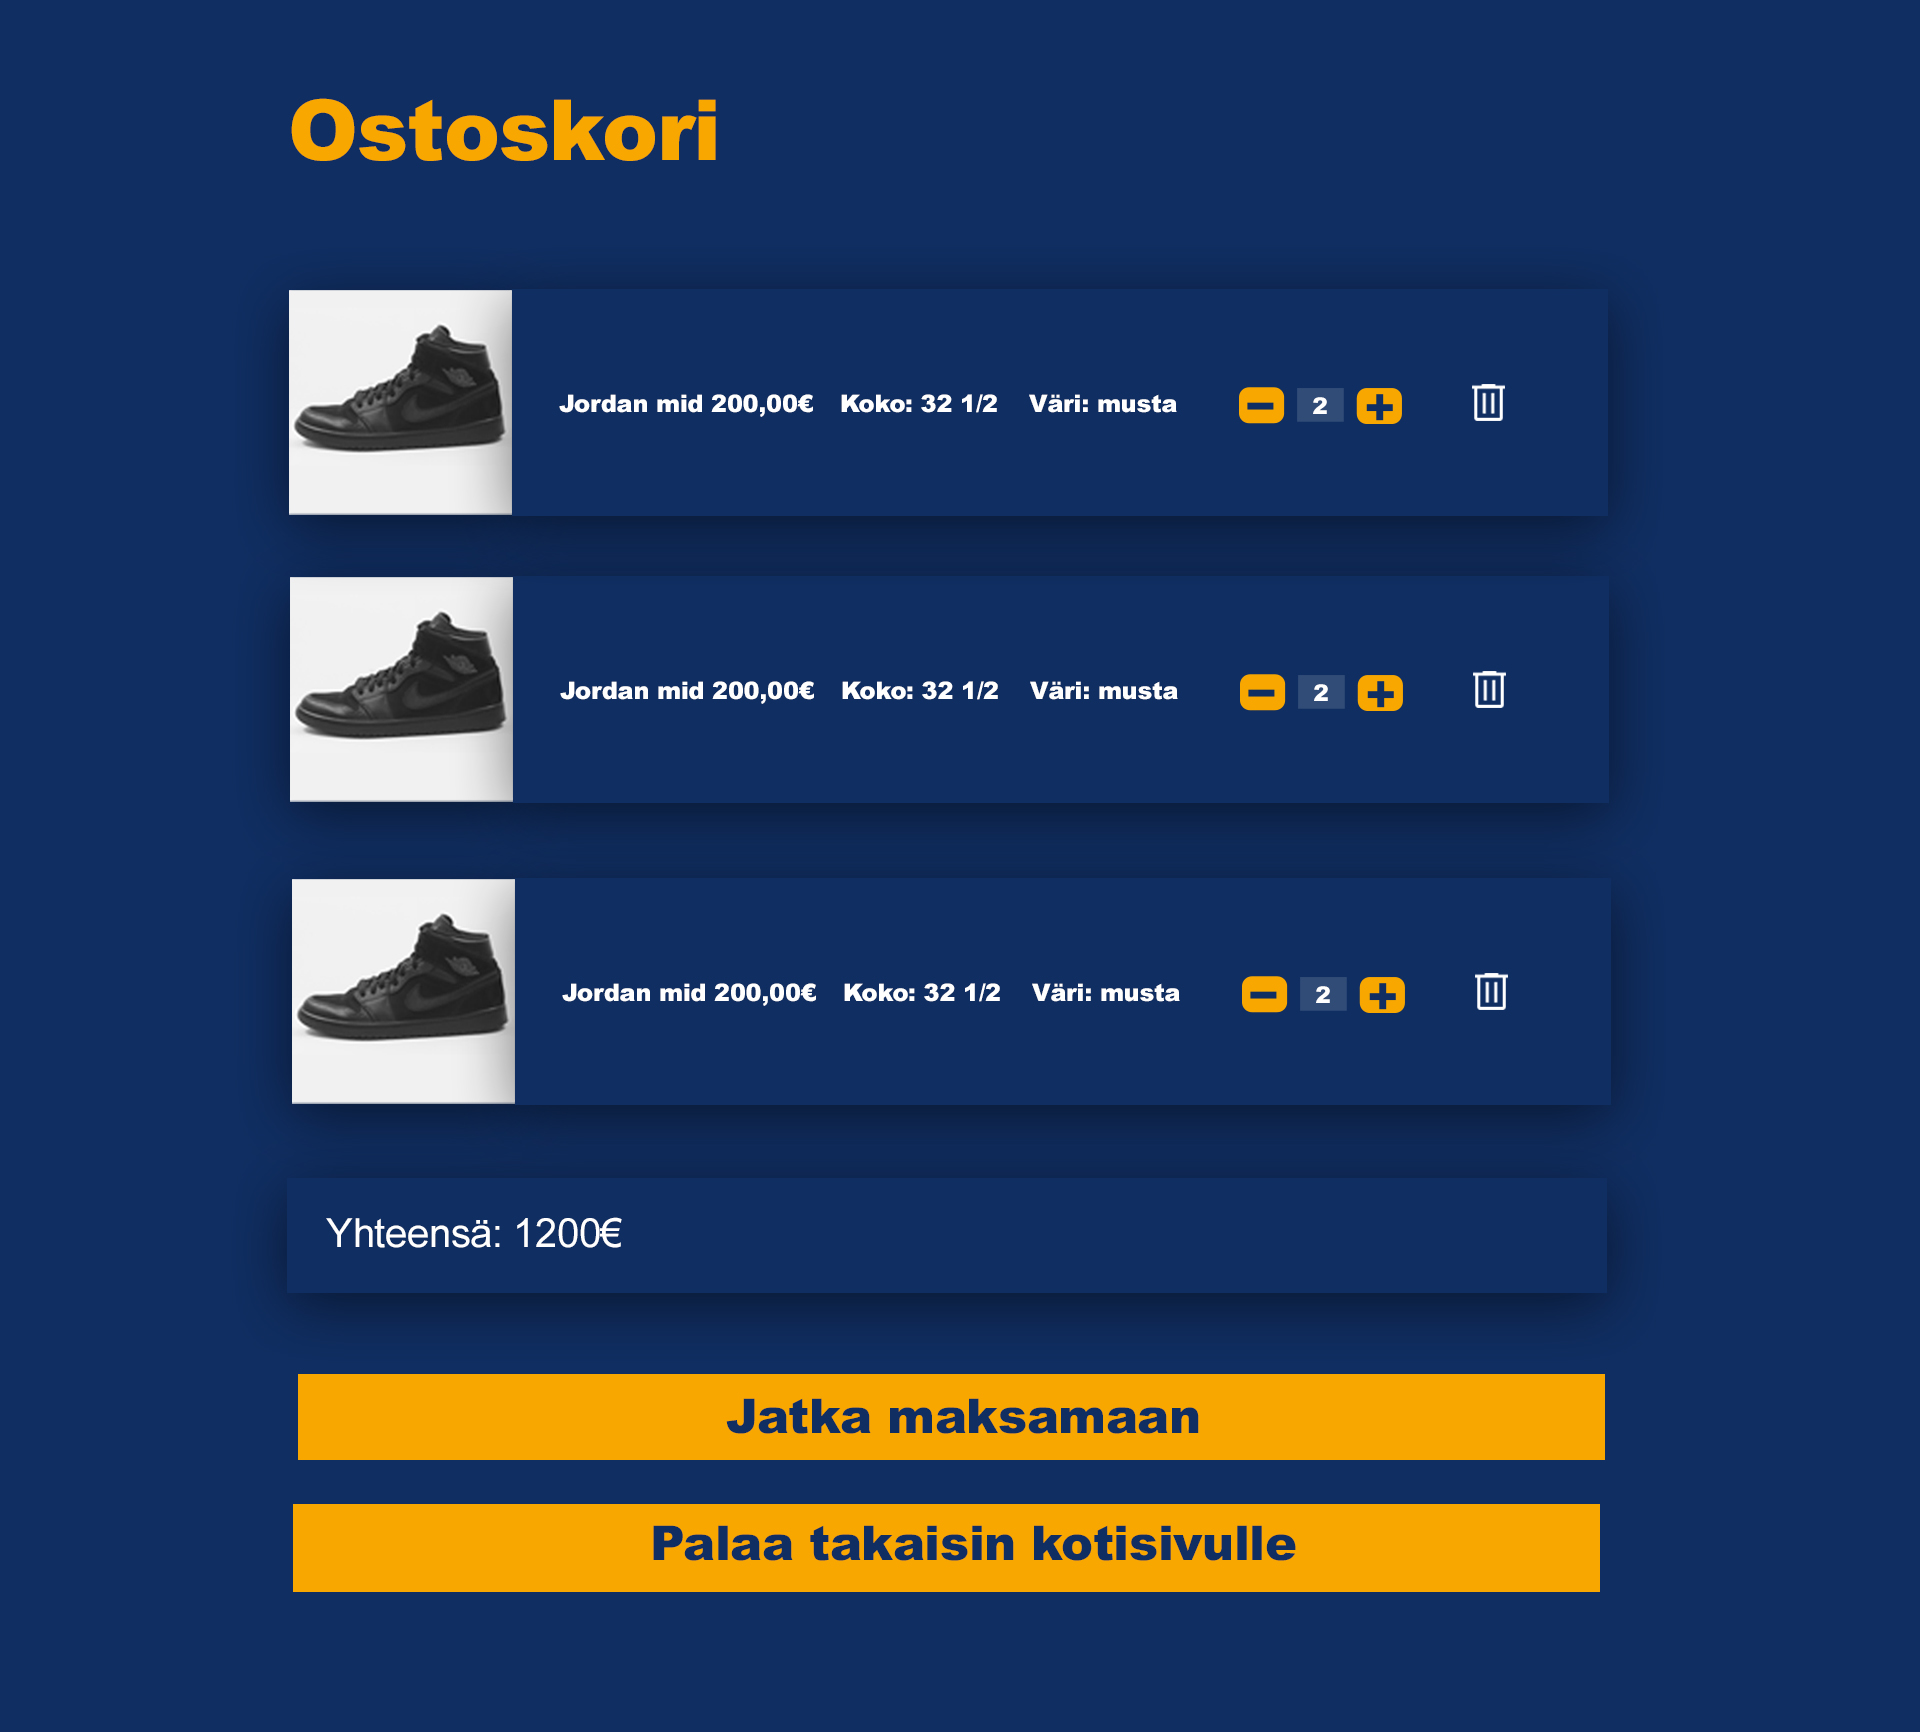 Ostoskori
Jordan mid 200,00€ Koko: 32 1/2 Väri: musta 2
Jordan mid 200,00€ Koko: 32 1/2 Väri: musta 2
Jordan mid 200,00€ Koko: 32 1/2 Väri: musta 2
Yhteensä: 1200€
Jatka maksamaan
Palaa takaisin kotisivulle